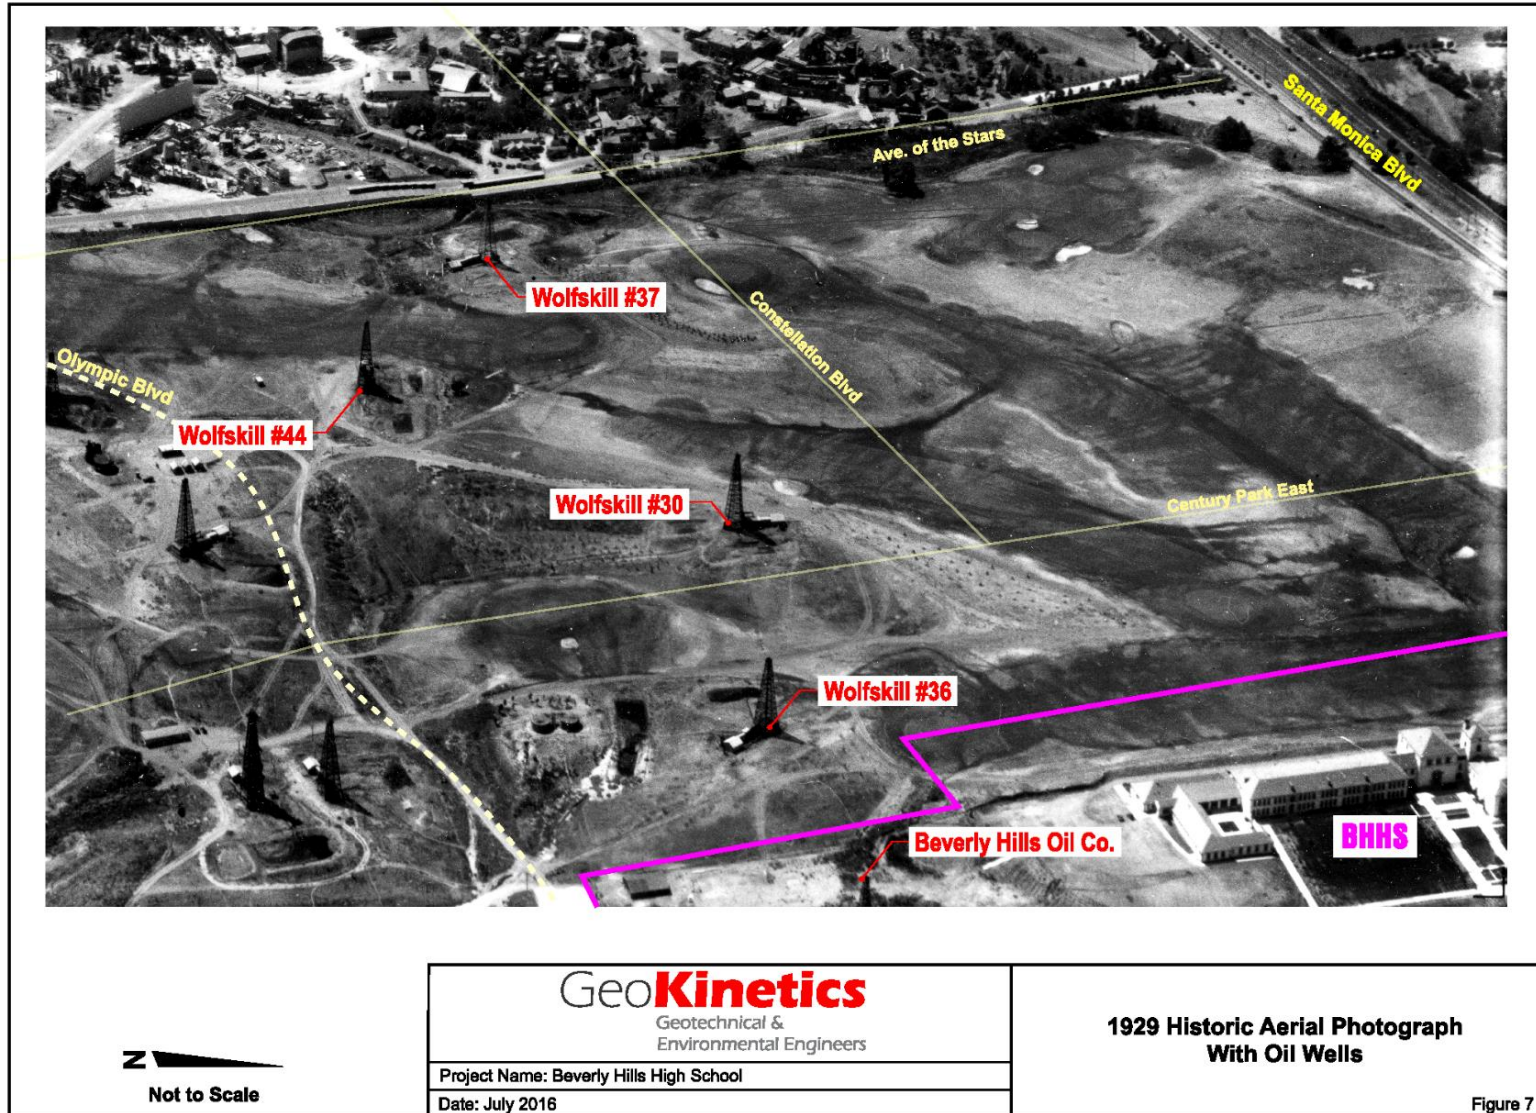 Santa Monica Blvd
Ave. of the Stars
Wolfskill #37
Constellation Blvd
Olympic Blvd
Wolfskill #44
Wolfskill #30
Century Park East
Wolfskill #36
Beverly Hills Oil Co.
BHHS
N
Not to Scale
GeoKinetics
Geotechnical &
Environmental Engineers
Project Name: Beverly Hills High School
Date: July 2016
1929 Historic Aerial Photograph
With Oil Wells
Figure 7